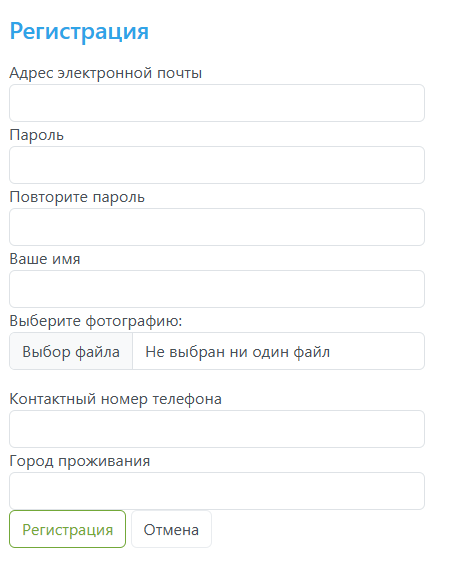 Регистрация
Адрес электронной почты
Пароль
Повторите пароль
Ваше имя
Выберите фотографию:
Выбор файла Не выбран ни один файл
Контактный номер телефона
Город проживания
Регистрация Отмена